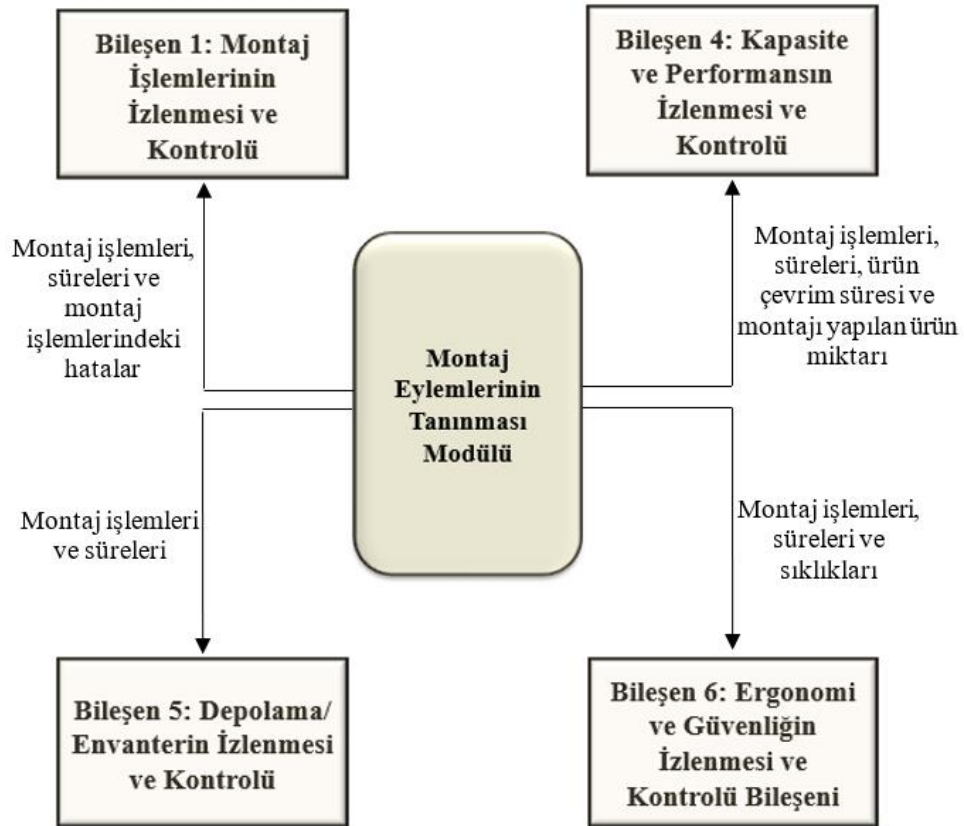 Bileşen 1: Montaj
İşlemlerinin
İzlenmesi ve
Kontrolü
Bileşen 4: Kapasite
ve Performansın
İzlenmesi ve
Kontrolü
Montaj işlemleri,
süreleri ve
montaj
işlemlerindeki
hatalar
Montaj işlemleri,
süreleri, ürün
çevrim süresi ve
montajı yapılan ürün
miktarı
Montaj
Eylemlerinin
Tanınması
Modülü
Montaj işlemleri
ve süreleri
Montaj işlemleri,
süreleri ve
sıklıkları
Bileşen 5: Depolama/
Envanterin İzlenmesi
ve Kontrolü
Bileşen 6: Ergonomi
ve Güvenliğin
İzlenmesi ve
Kontrolü Bileşeni